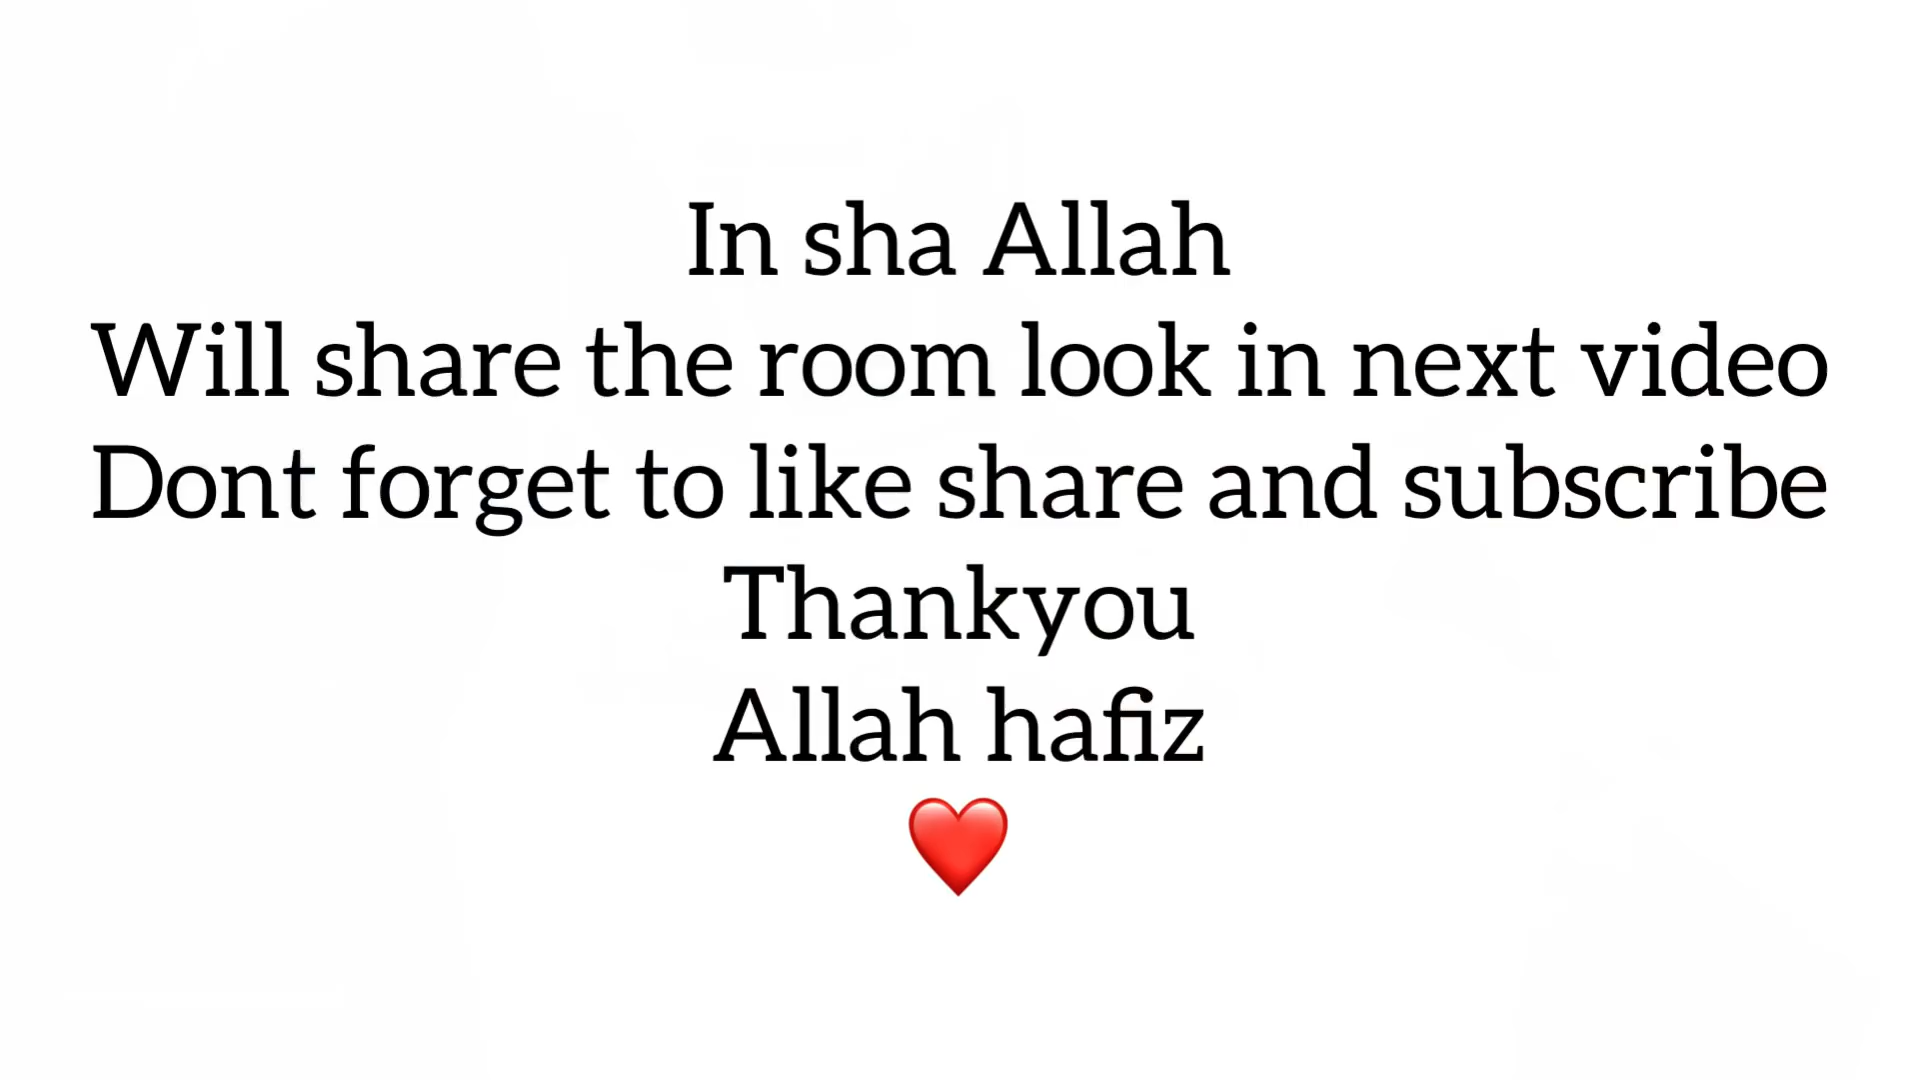 In sha Allah
Will share the room look in next video
Dont forget to like share and subscribe
Thankyou
Allah hafiz
❤️